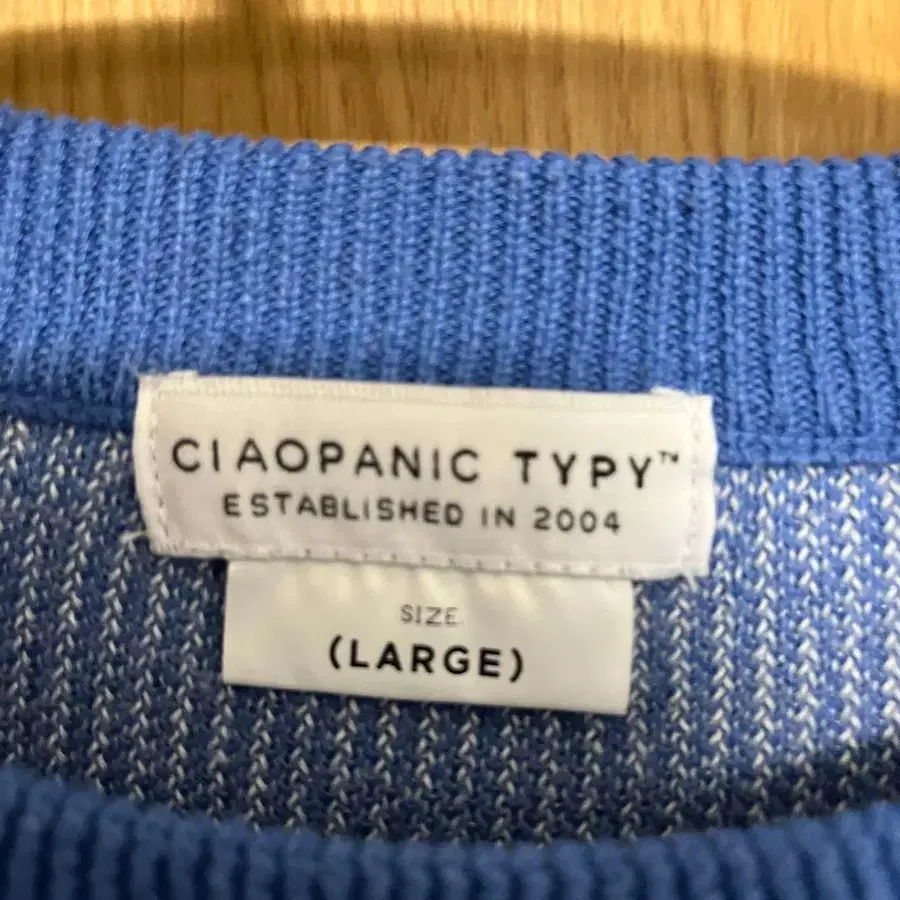 CIAOPANIC TYPY™
ESTABLISHED IN 2004
SIZE
(LARGE)